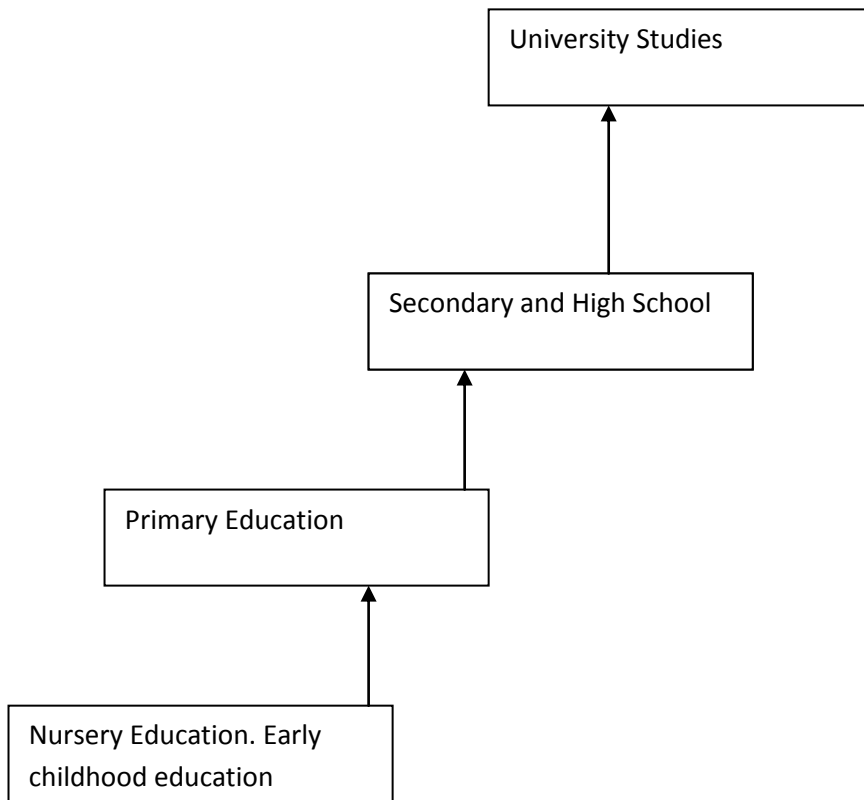 University Studies
Secondary and High School
Primary Education
Nursery Education. Early
childhood education